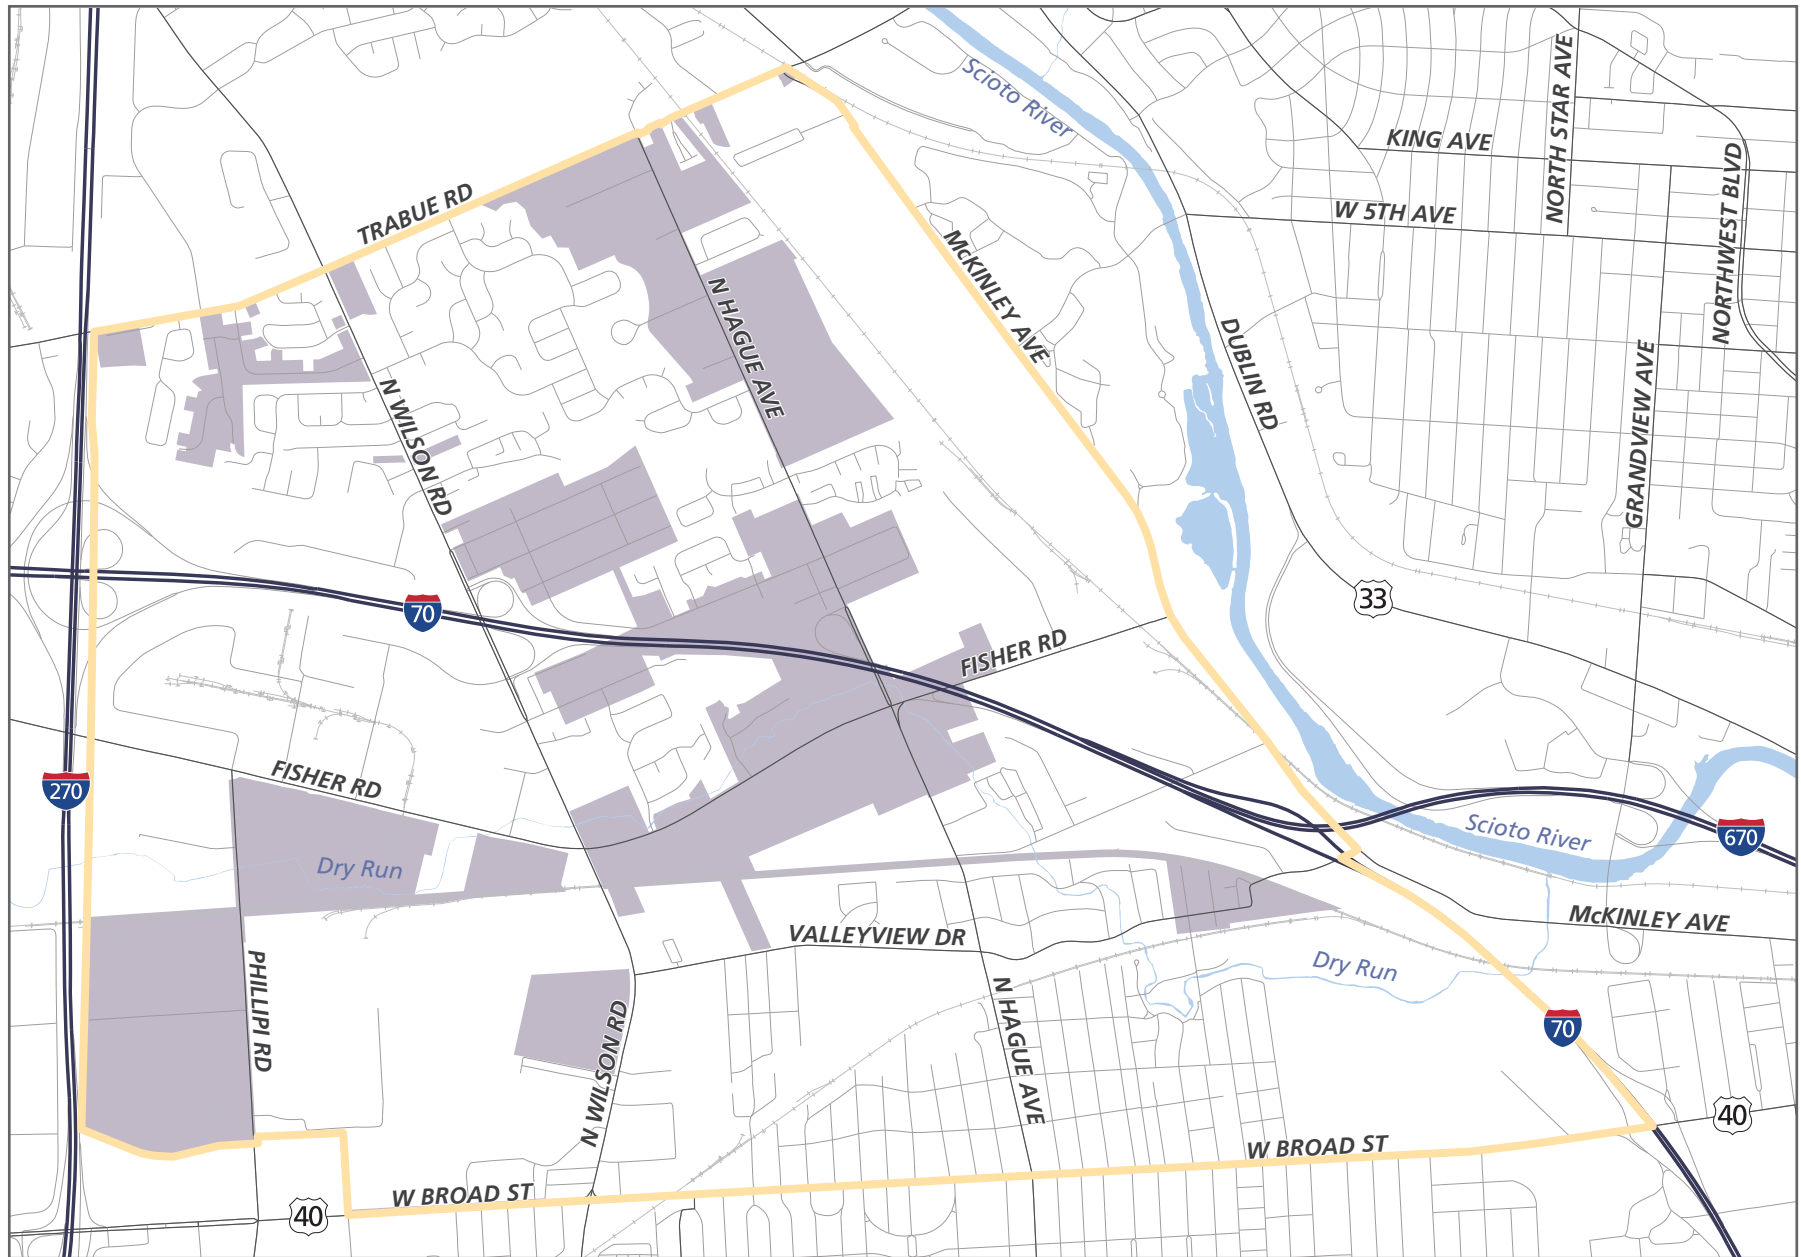 Scioto River
NORTH STAR AVE
KING AVE
NORTHWEST BLVD
W 5TH AVE
TRABUE RD
McKINLEY AVE
N HAGUE AVE
DUBLIN RD
GRANDVIEW AVE
N WILSON RD
70
33
FISHER RD
FISHER RD
270
Scioto River
670
Dry Run
McKINLEY AVE
VALLEYVIEW DR
Dry Run
PHILLIPI RD
N HAGUE AVE
N WILSON RD
70
40
W BROAD ST
W BROAD ST
40